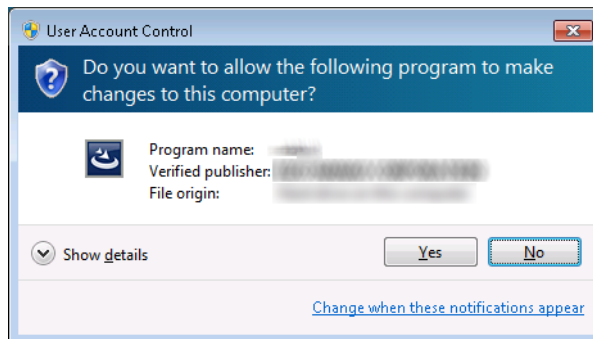 User Account Control
Do you want to allow the following program to make
changes to this computer?
Program name:
Verified publisher:
File origin:
Show details
Yes
No
Change when these notifications appear